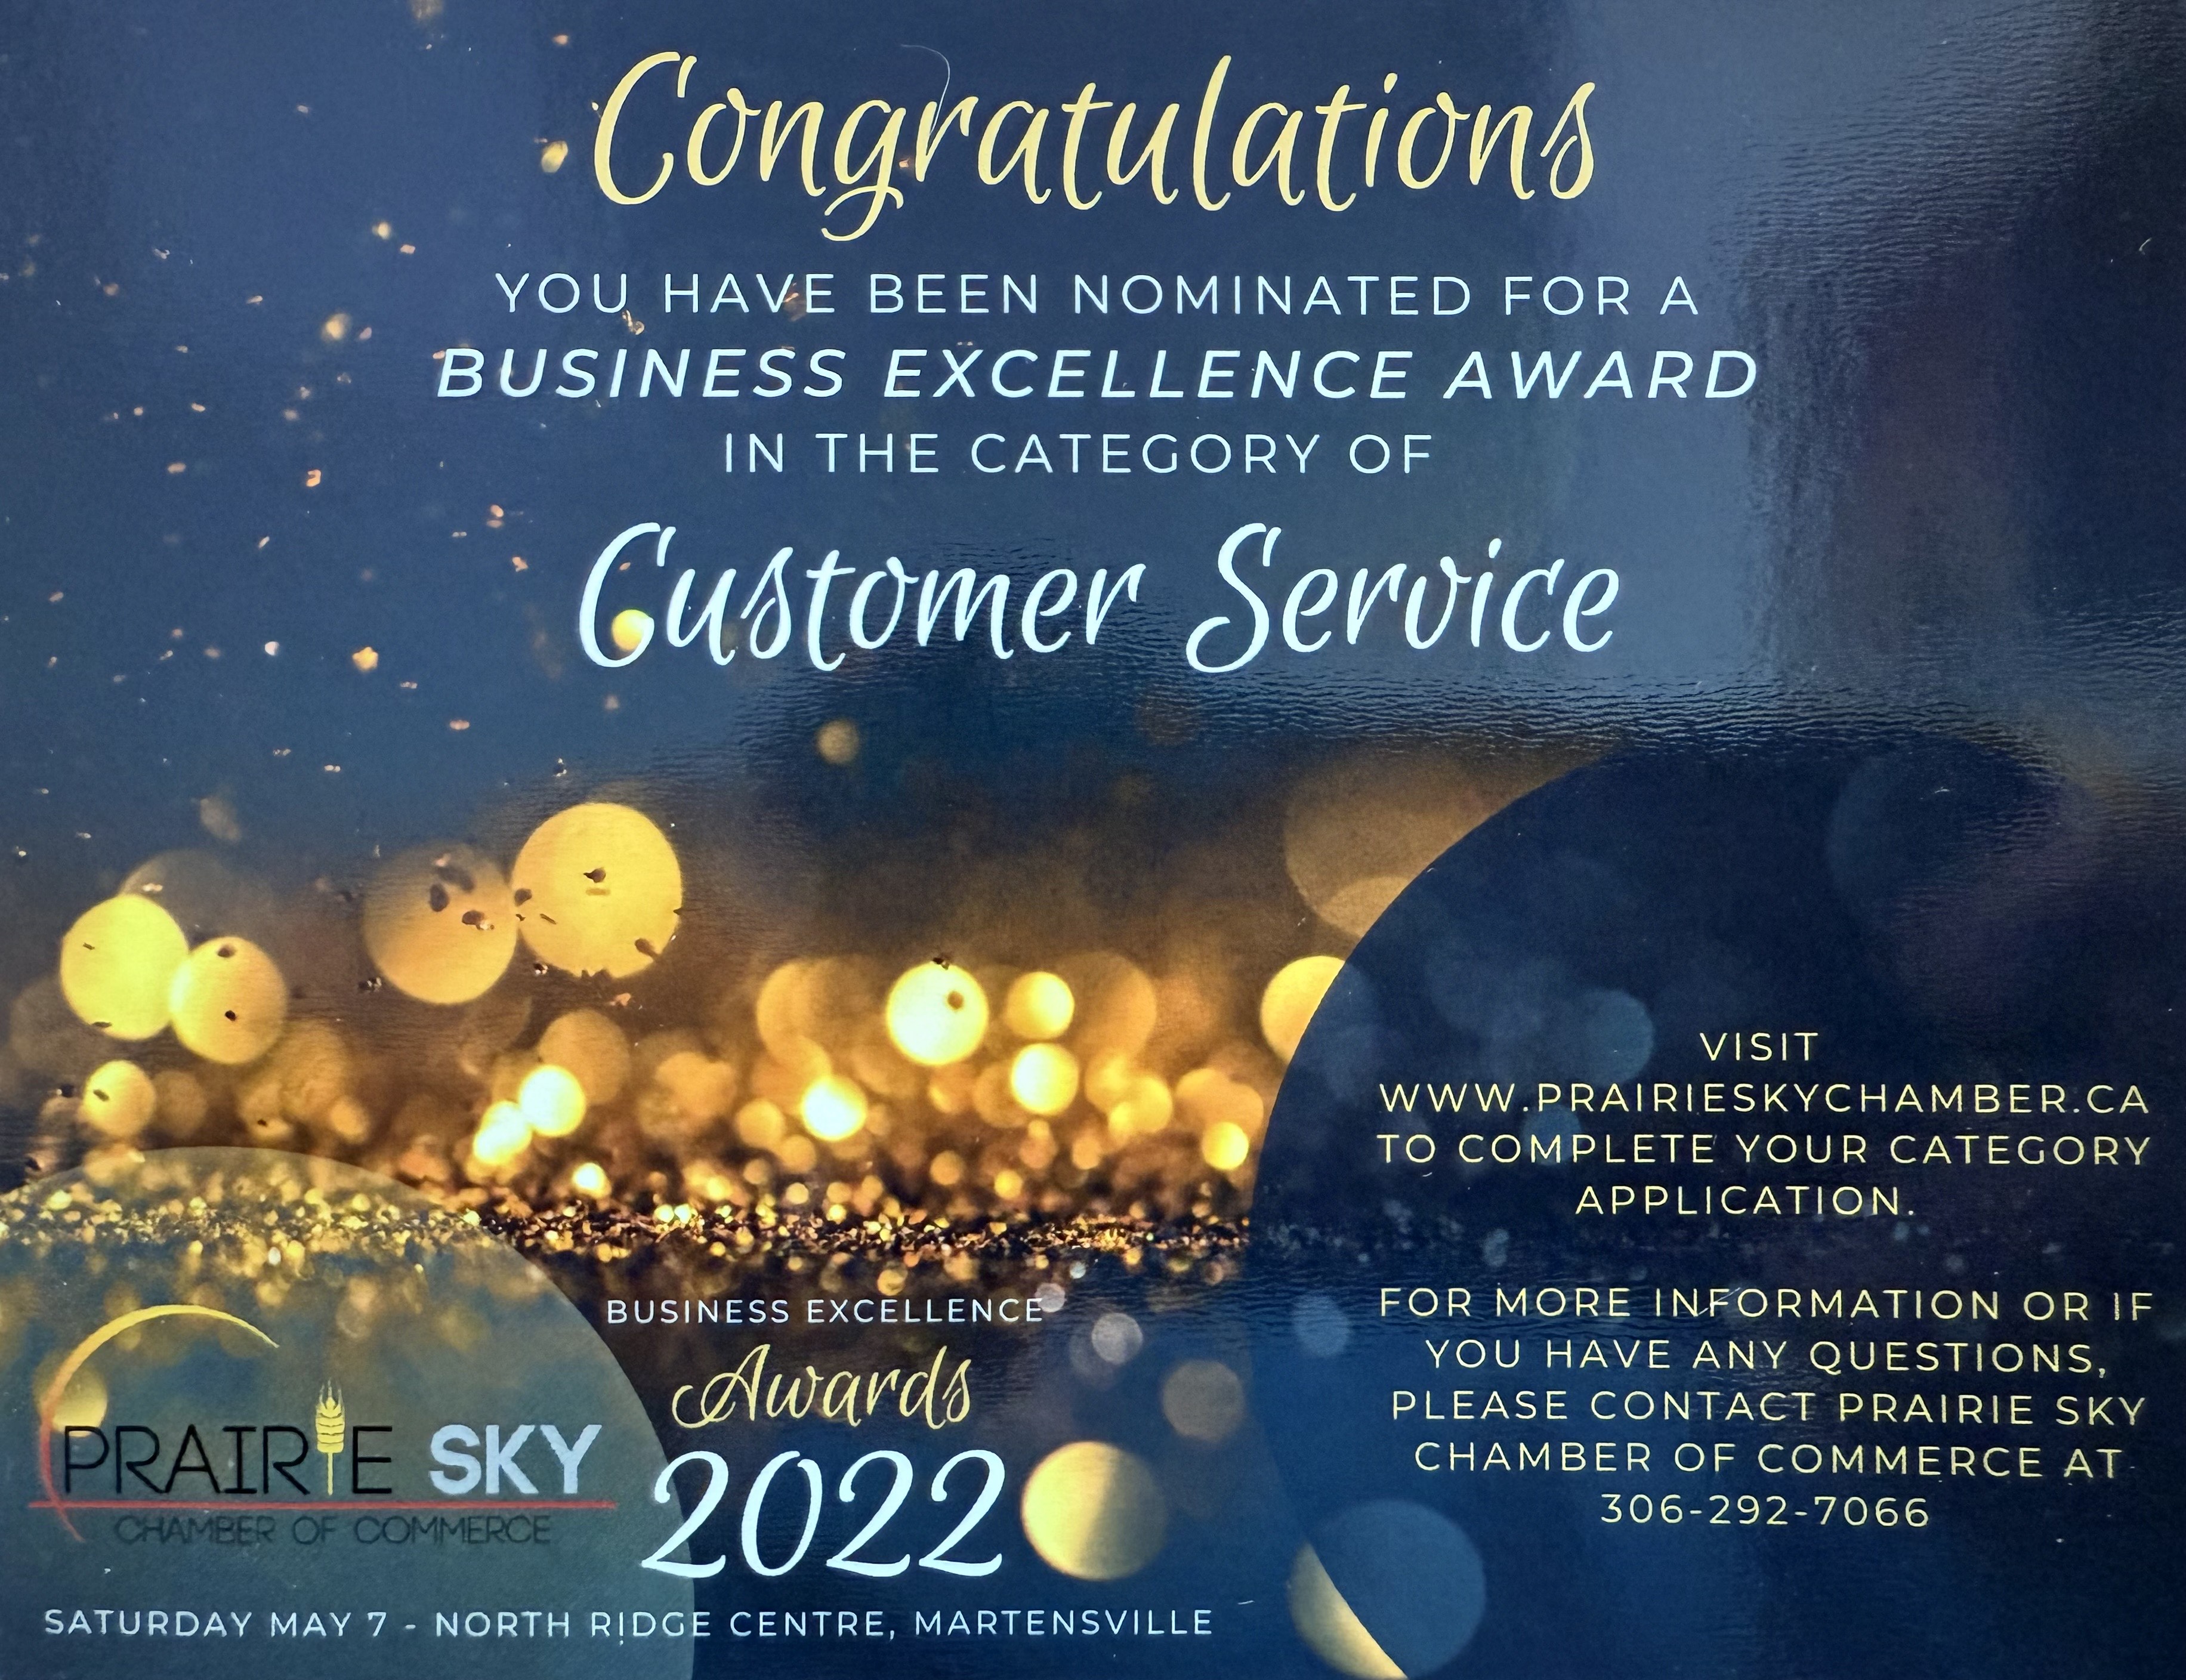 Congratulations
YOU HAVE BEEN NOMINATED FOR A
BUSINESS EXCELLENCE AWARD
IN THE CATEGORY OF
Customer Service
VISIT
WWW.PRAIRIESKYCHAMBER.CA
TO COMPLETE YOUR CATEGORY
APPLICATION.
FOR MORE INFORMATION OR IF
YOU HAVE ANY QUESTIONS,
PLEASE CONTACT PRAIRIE SKY
CHAMBER OF COMMERCE AT
306-292-7066
BUSINESS EXCELLENCE
Awards
2022
PRAIRIE SKY
CHAMBER OF COMMERCE
SATURDAY MAY 7 - NORTH RIDGE CENTRE, MARTENSVILLE